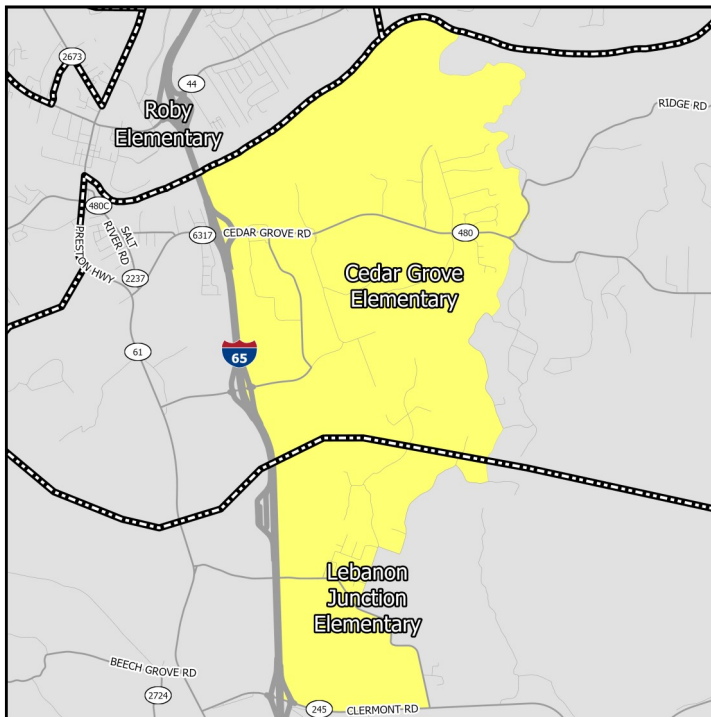 2673
44
Roby
Elementary
RIDGE RD
480C
SALT
RIVER RD
6317
CEDAR GROVE RD
480
PRESTON HWY
2237
Cedar Grove
Elementary
61
65
Lebanon
Junction
Elementary
BEECH GROVE RD
2724
245
CLERMONT RD